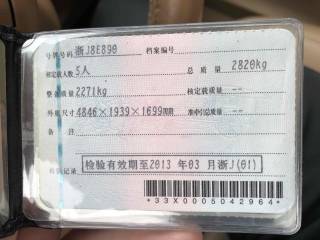 号牌号码 浙J8E890 档案编号
核定载人数 5人 总质量 2820kg
整备质量 2271kg 核定载质量 --
外廓尺寸 4846×1939×1699mm 准牵引总质量 --
备注
检验记录 检验有效期至2013年03月浙J(01)
*33X0005042964*